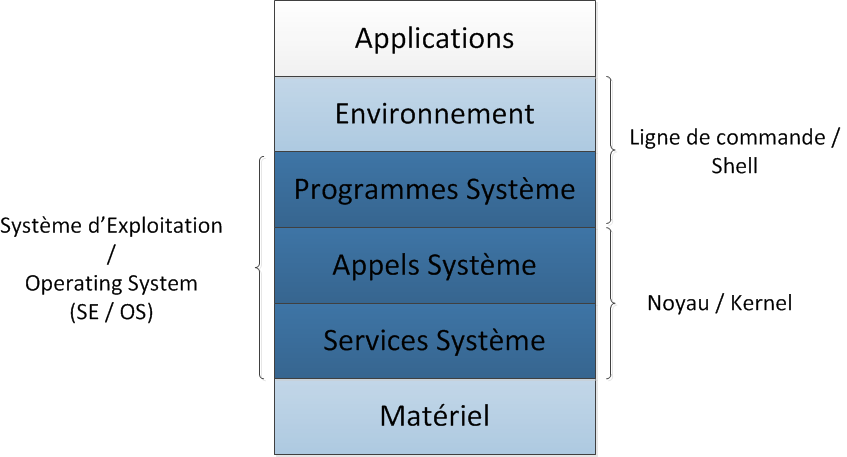 Applications
Environnement
Programmes Système
Appels Système
Services Système
Matériel
Système d’Exploitation
/
Operating System
(SE / OS)
Ligne de commande /
Shell
Noyau / Kernel